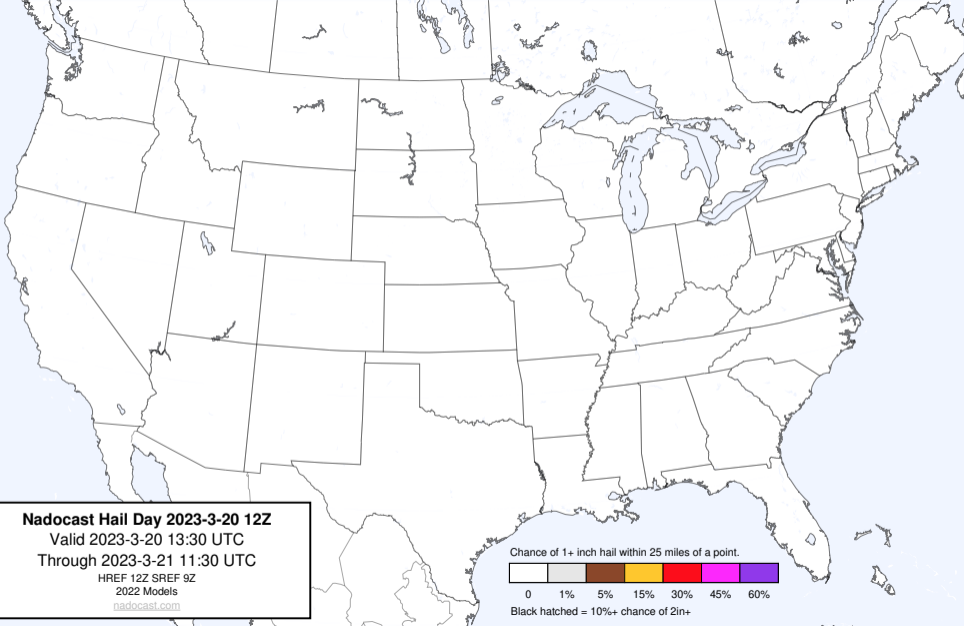 Nadocast Hail Day 2023-3-20 12Z
Valid 2023-3-20 13:30 UTC
Through 2023-3-21 11:30 UTC
HREF 12Z SREF 9Z
2022 Models
nadocast.com
Chance of 1+ inch hail within 25 miles of a point.
0 1% 5% 15% 30% 45% 60%
Black hatched = 10%+ chance of 2in+